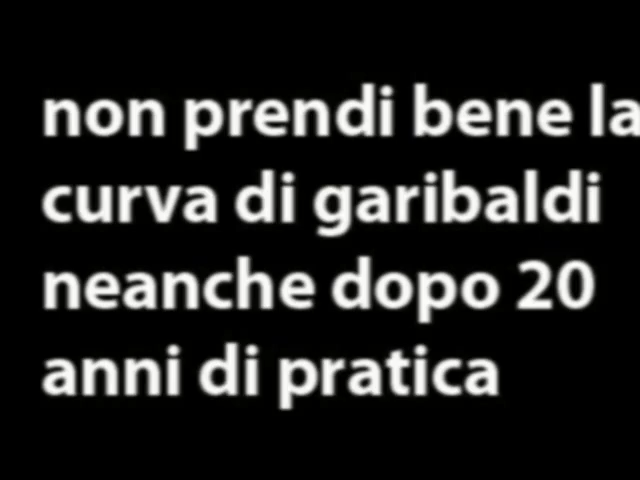 non prendi bene la
curva di garibaldi
neanche dopo 20
anni di pratica